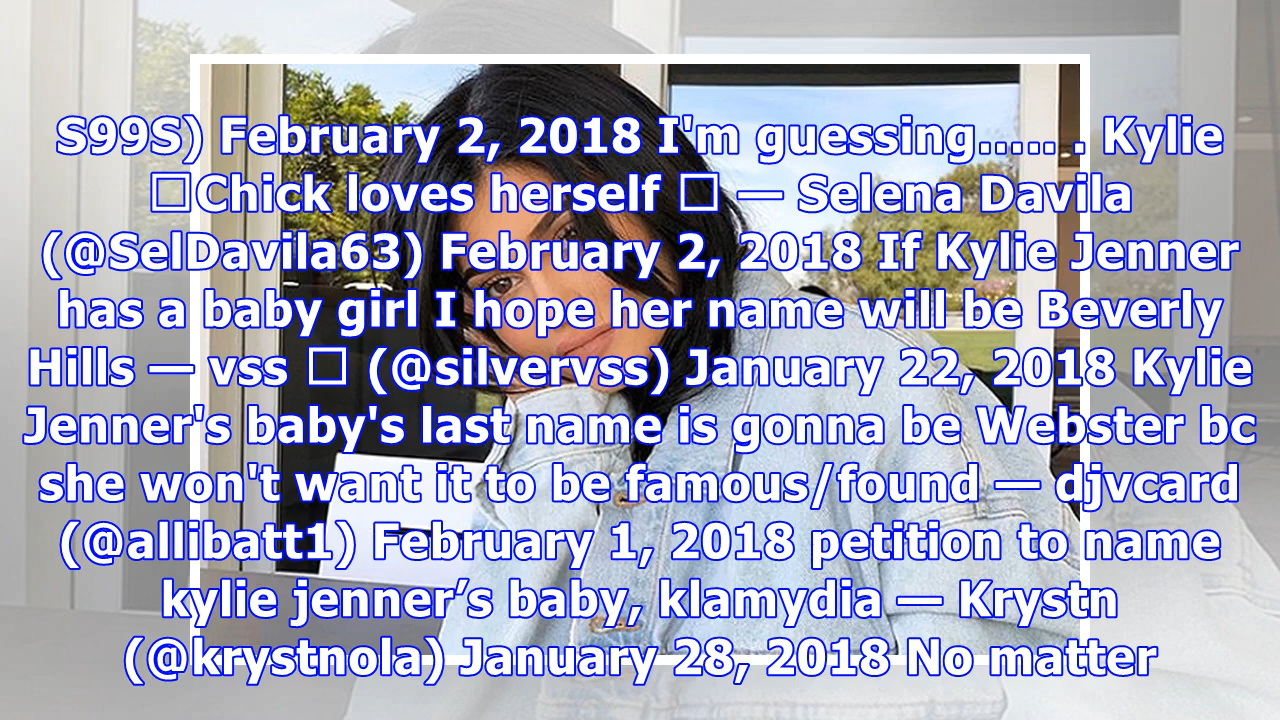 S99S) February 2, 2018 I'm guessing..... . Kylie
□Chick loves herself □ — Selena Davila
(@SelDavila63) February 2, 2018 If Kylie Jenner
has a baby girl I hope her name will be Beverly
Hills — vss □ (@silvervss) January 22, 2018 Kylie
Jenner's baby's last name is gonna be Webster bc
she won't want it to be famous/found — djvcard
(@allibatt1) February 1, 2018 petition to name
kylie jenner’s baby, klamydia — Krystn
(@krystnola) January 28, 2018 No matter